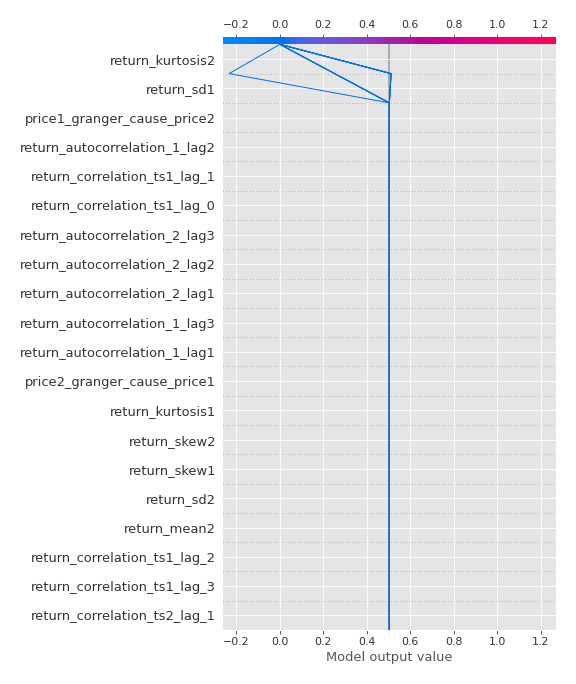 −0.2 0.0 0.2 0.4 0.6 0.8 1.0 1.2
return_kurtosis2
return_sd1
price1_granger_cause_price2
return_autocorrelation_1_lag2
return_correlation_ts1_lag_1
return_correlation_ts1_lag_0
return_autocorrelation_2_lag3
return_autocorrelation_2_lag2
return_autocorrelation_2_lag1
return_autocorrelation_1_lag3
return_autocorrelation_1_lag1
price2_granger_cause_price1
return_kurtosis1
return_skew2
return_skew1
return_sd2
return_mean2
return_correlation_ts1_lag_2
return_correlation_ts1_lag_3
return_correlation_ts2_lag_1
−0.2 0.0 0.2 0.4 0.6 0.8 1.0 1.2
Model output value